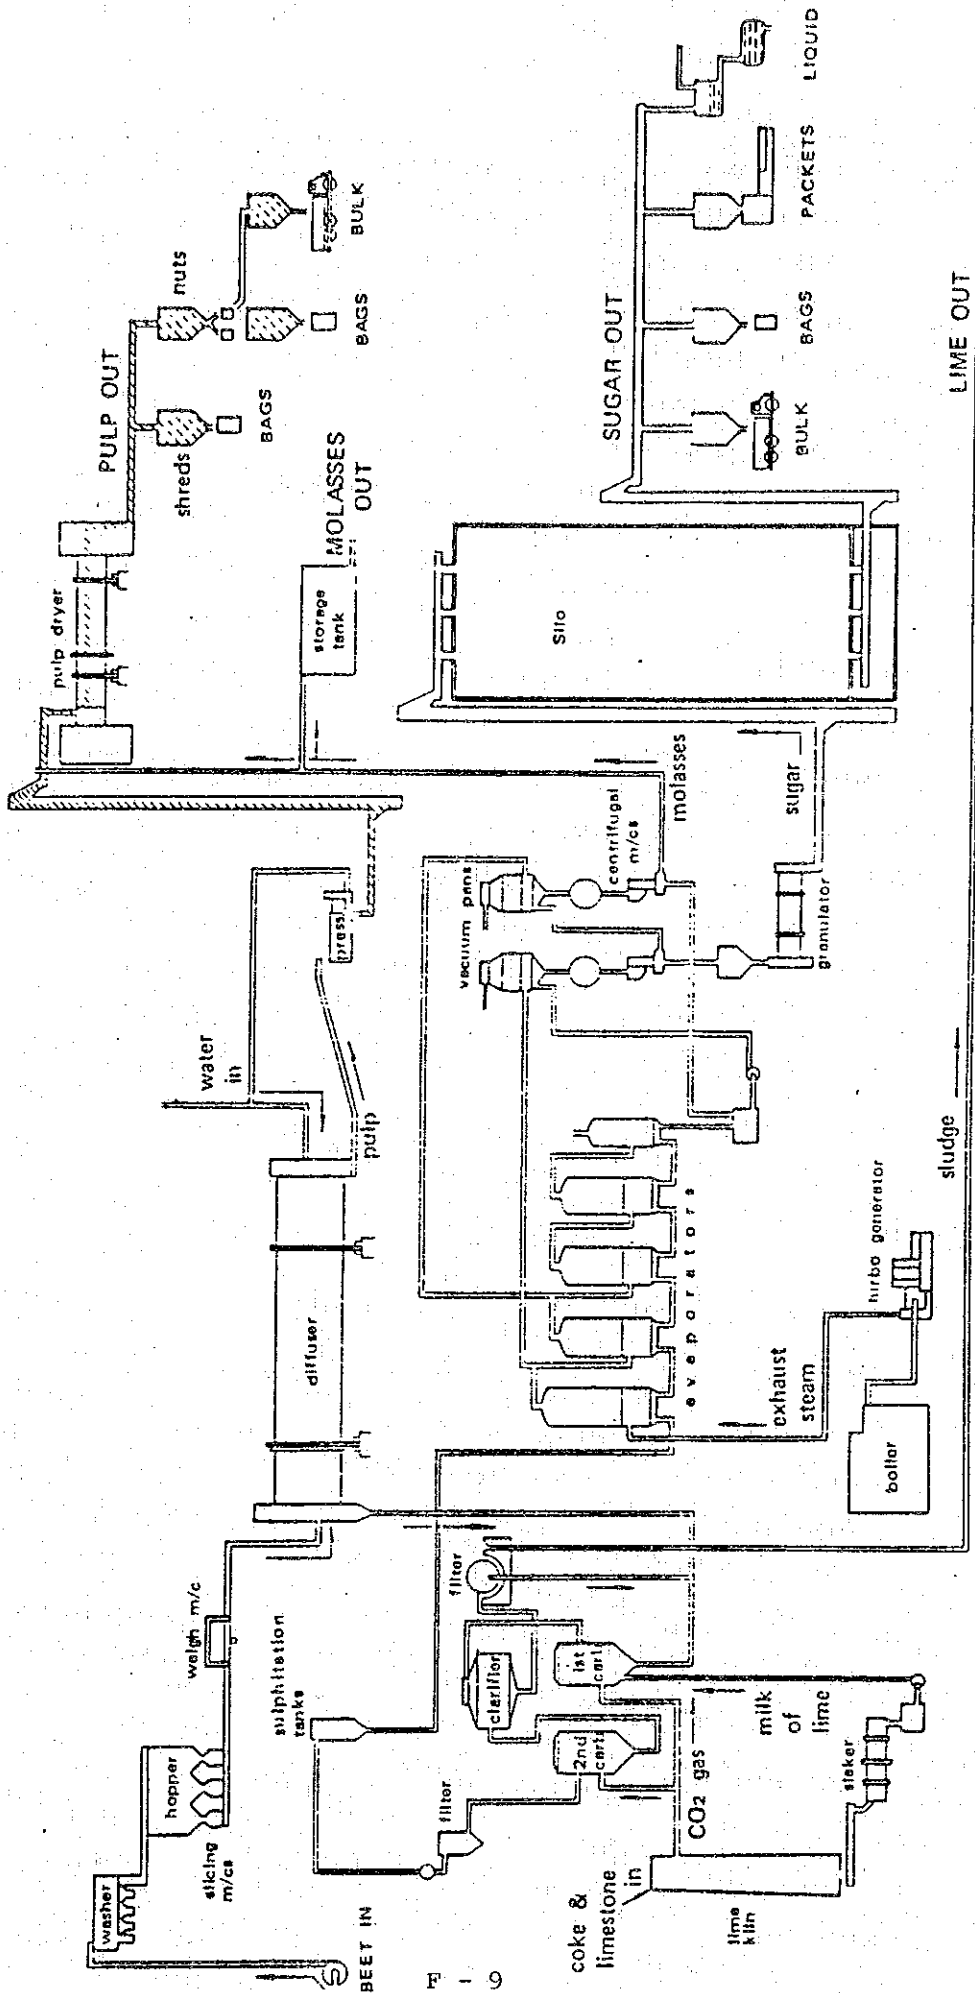 BEET IN
washer
hopper
slicing
m/cs
weigh m/c
diffuser
water
in
pulp
press
pulp dryer
PULP OUT
shreds
BAGS
nuts
BAGS
BULK
MOLASSES
OUT
storage
tank
sulphitation
tanks
filter
2nd
carb.
clarifier
1st
carb.
filter
evaporators
vacuum pans
centrifugal
m/cs
molasses
sugar
granulator
Silo
SUGAR OUT
BULK
BAGS
PACKETS
LIQUID
coke &
limestone in
lime
kiln
CO2 gas
milk
of
lime
slaker
exhaust
steam
boiler
turbo generator
sludge
LIME OUT
F - 9